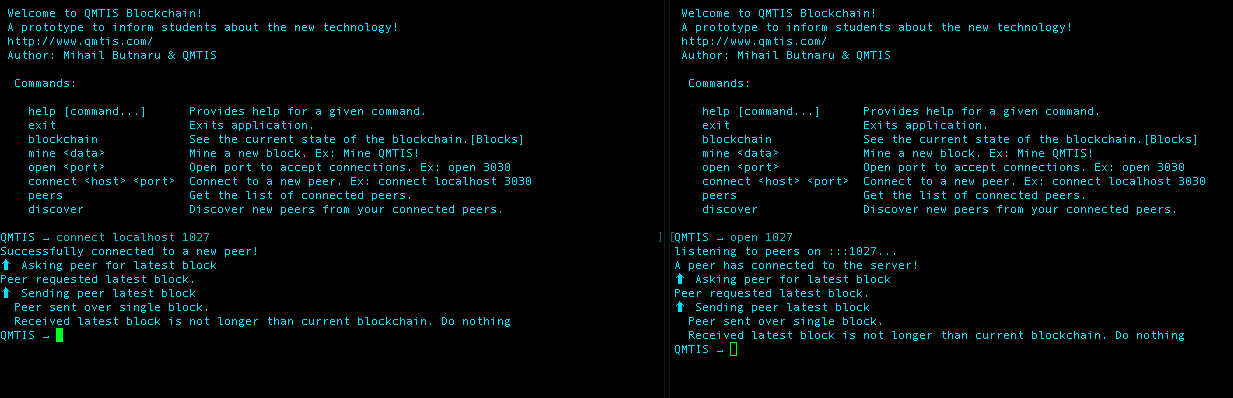 Welcome to QMTIS Blockchain!
A prototype to inform students about the new technology!
http://www.qmtis.com/
Author: Mihail Butnaru & QMTIS
Commands:
help [command...] Provides help for a given command.
exit Exits application.
blockchain See the current state of the blockchain.[Blocks]
mine <data> Mine a new block. Ex: Mine QMTIS!
open <port> Open port to accept connections. Ex: open 3030
connect <host> <port> Connect to a new peer. Ex: connect localhost 3030
peers Get the list of connected peers.
discover Discover new peers from your connected peers.
QMTIS → connect localhost 1027 ]
Successfully connected to a new peer!
⬆ Asking peer for latest block
Peer requested latest block.
⬆ Sending peer latest block
Peer sent over single block.
Received latest block is not longer than current blockchain. Do nothing
QMTIS →
Welcome to QMTIS Blockchain!
A prototype to inform students about the new technology!
http://www.qmtis.com/
Author: Mihail Butnaru & QMTIS
Commands:
help [command...] Provides help for a given command.
exit Exits application.
blockchain See the current state of the blockchain.[Blocks]
mine <data> Mine a new block. Ex: Mine QMTIS!
open <port> Open port to accept connections. Ex: open 3030
connect <host> <port> Connect to a new peer. Ex: connect localhost 3030
peers Get the list of connected peers.
discover Discover new peers from your connected peers.
[QMTIS → open 1027
listening to peers on :::1027...
A peer has connected to the server!
⬆ Asking peer for latest block
Peer requested latest block.
⬆ Sending peer latest block
Peer sent over single block.
Received latest block is not longer than current blockchain. Do nothing
QMTIS →